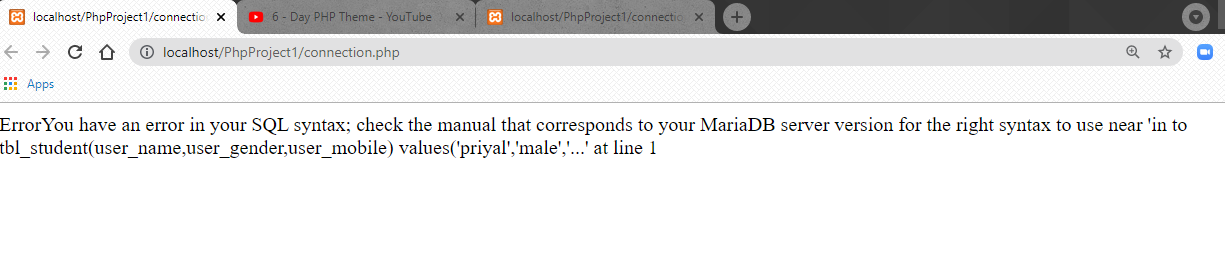 localhost/PhpProject1/connectio
6 - Day PHP Theme - YouTube
localhost/PhpProject1/connectio
localhost/PhpProject1/connection.php
Apps
ErrorYou have an error in your SQL syntax; check the manual that corresponds to your MariaDB server version for the right syntax to use near 'in to
tbl_student(user_name,user_gender,user_mobile) values('priyal','male','...' at line 1